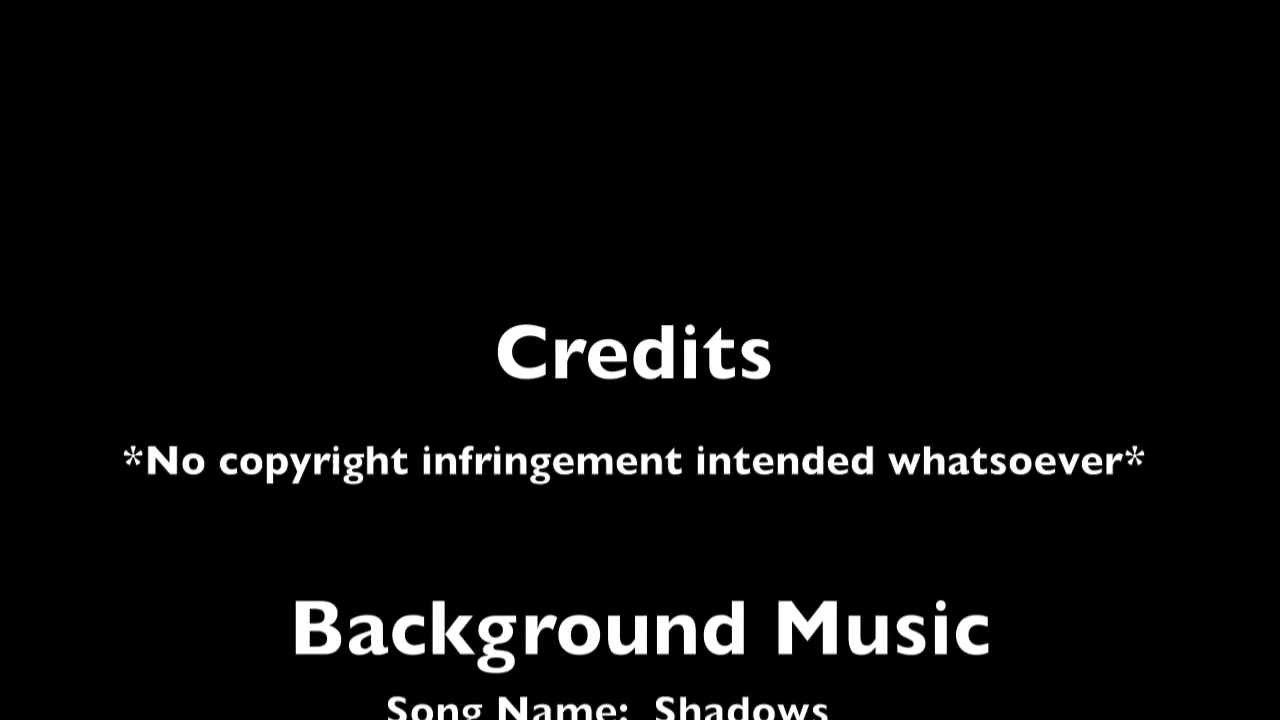 Credits
*No copyright infringement intended whatsoever*
Background Music
Song Name: Shadows